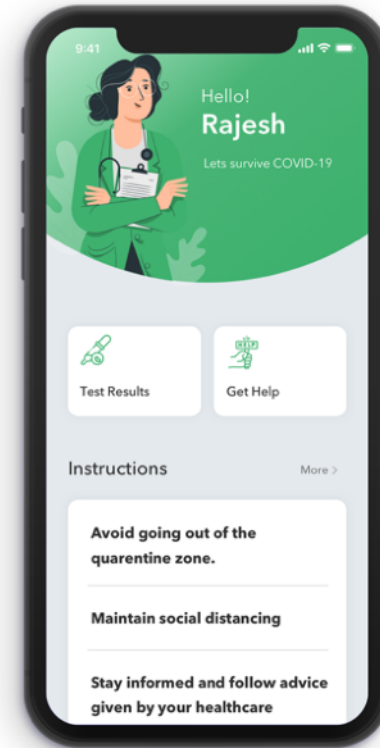 9:41
Hello!
Rajesh
Lets survive COVID-19
HELP
Test Results
Get Help
Instructions
More >
Avoid going out of the
quarentine zone.
Maintain social distancing
Stay informed and follow advice
given by your healthcare